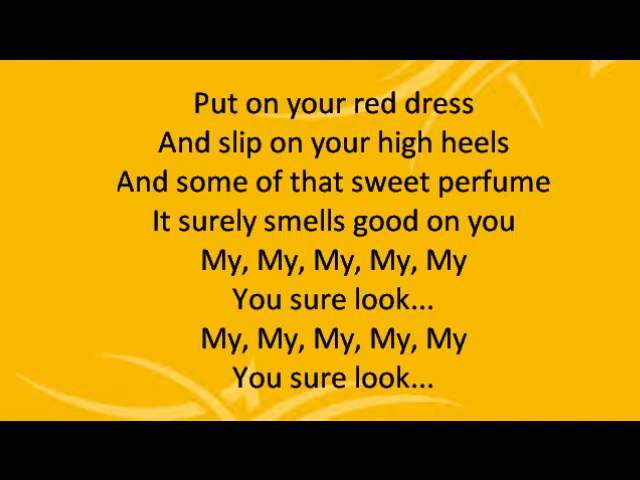 Put on your red dress
And slip on your high heels
And some of that sweet perfume
It surely smells good on you
My, My, My, My, My
You sure look...
My, My, My, My, My
You sure look...